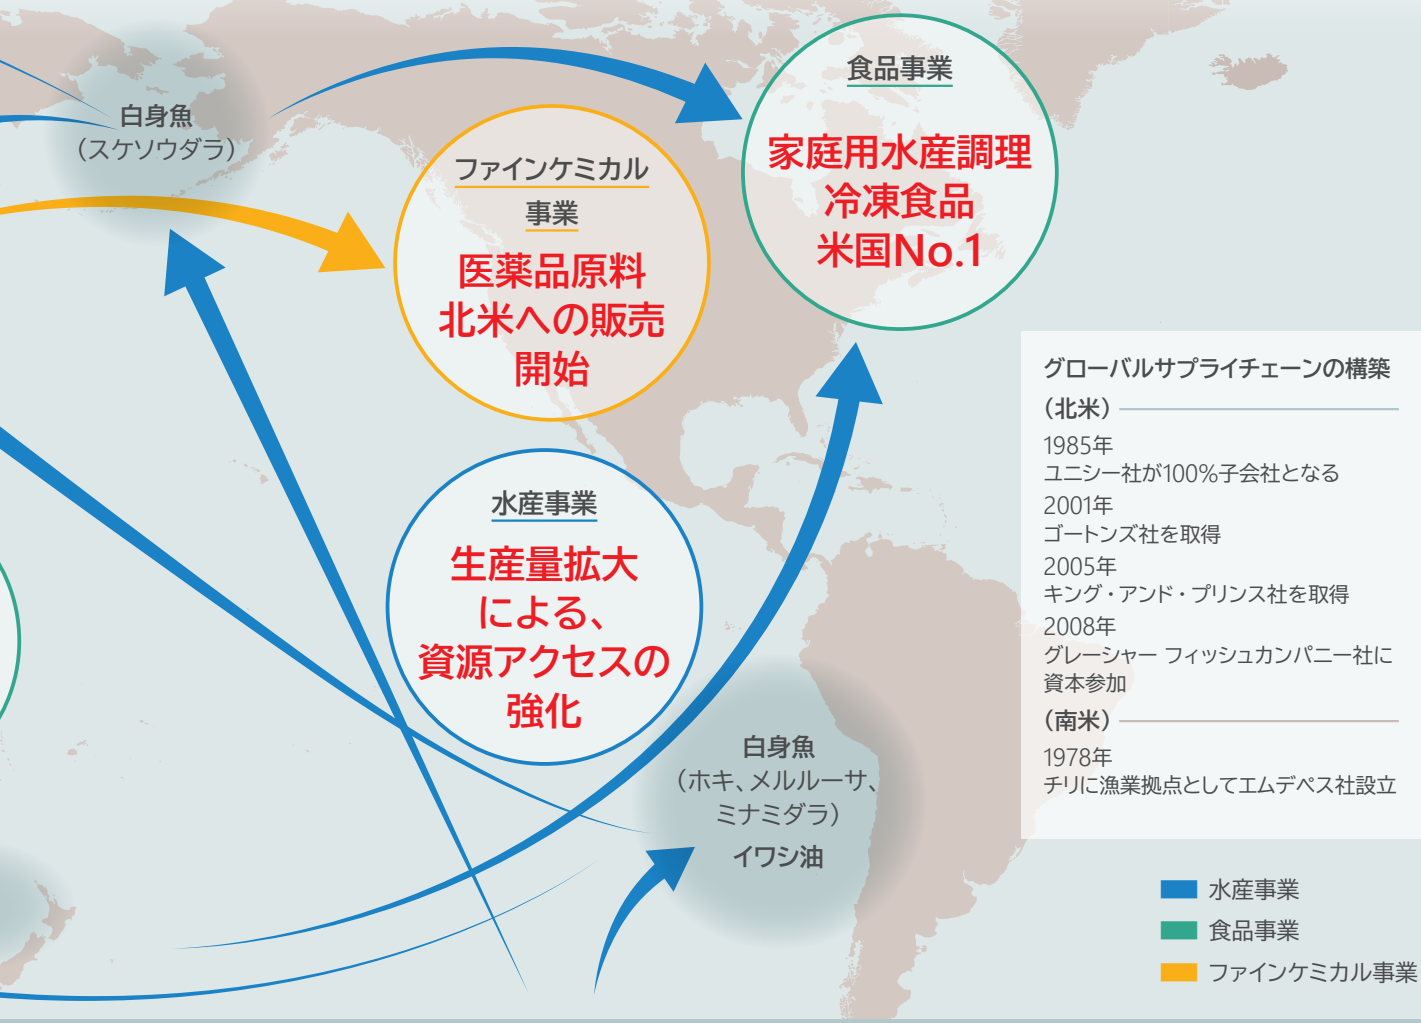 白身魚
（スケソウダラ）
ファインケミカル
事業
医薬品原料
北米への販売
開始
食品事業
家庭用水産調理
冷凍食品
米国No.1
水産事業
生産量拡大
による、
資源アクセスの
強化
白身魚
（ホキ、メルルーサ、
ミナミダラ）
イワシ油
グローバルサプライチェーンの構築
（北米）
1985年
ユニシー社が100%子会社となる
2001年
ゴートンズ社を取得
2005年
キング・アンド・プリンス社を取得
2008年
グレーシャー フィッシュカンパニー社に
資本参加
（南米）
1978年
チリに漁業拠点としてエムデペス社設立
水産事業
食品事業
ファインケミカル事業